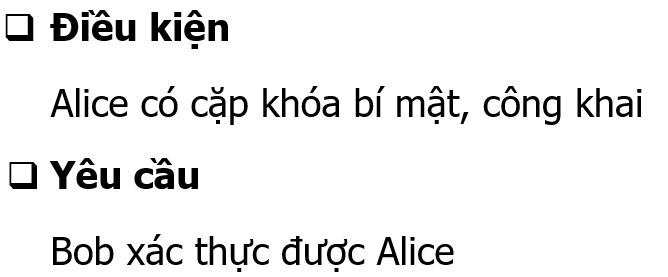 ❑ Điều kiện
Alice có cặp khóa bí mật, công khai
❑ Yêu cầu
Bob xác thực được Alice